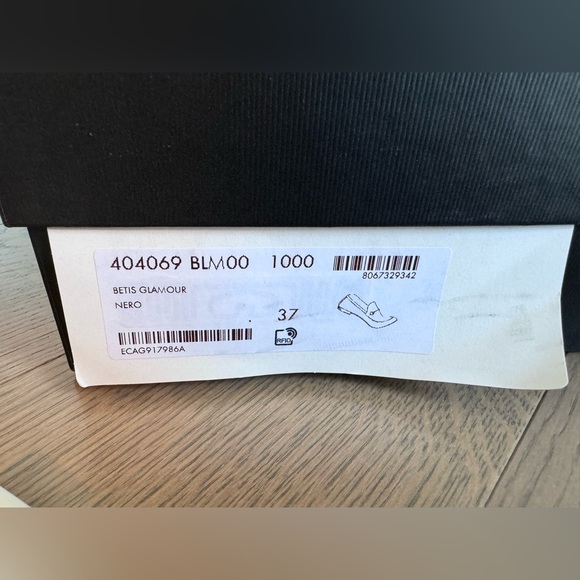 404069 BLM00 1000
8067329342
BETIS GLAMOUR
NERO
37
ECAG917986A
RFID